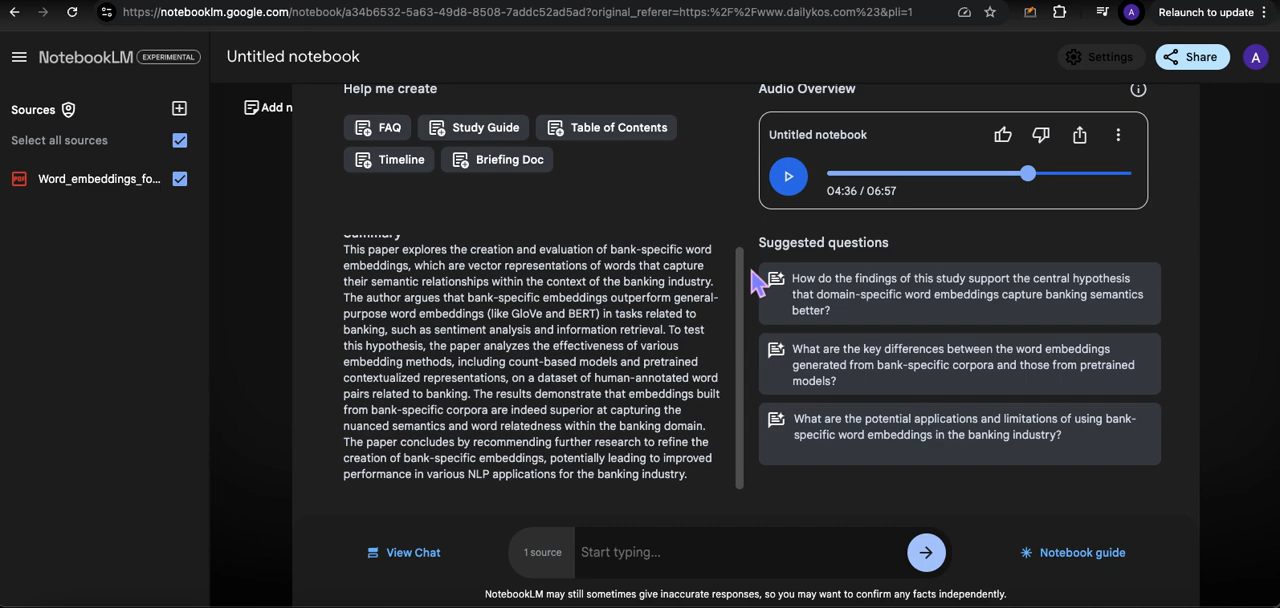 https://notebooklm.google.com/notebook/a34b6532-5a63-49d8-8508-7addc52ad5ad?original_referer=https:%2F%2Fwww.dailykos.com%23&pli=1
A
Relaunch to update
NotebookLM
EXPERIMENTAL
Untitled notebook
Settings
Share
A
Sources
Select all sources
PDF
Word_embeddings_fo...
Add n
Help me create
FAQ
Study Guide
Table of Contents
Timeline
Briefing Doc
Audio Overview
Untitled notebook
04:36 / 06:57
Summary
This paper explores the creation and evaluation of bank-specific word
embeddings, which are vector representations of words that capture
their semantic relationships within the context of the banking industry.
The author argues that bank-specific embeddings outperform general-
purpose word embeddings (like GloVe and BERT) in tasks related to
banking, such as sentiment analysis and information retrieval. To test
this hypothesis, the paper analyzes the effectiveness of various
embedding methods, including count-based models and pretrained
contextualized representations, on a dataset of human-annotated word
pairs related to banking. The results demonstrate that embeddings built
from bank-specific corpora are indeed superior at capturing the
nuanced semantics and word relatedness within the banking domain.
The paper concludes by recommending further research to refine the
creation of bank-specific embeddings, potentially leading to improved
performance in various NLP applications for the banking industry.
Suggested questions
How do the findings of this study support the central hypothesis
that domain-specific word embeddings capture banking semantics
better?
What are the key differences between the word embeddings
generated from bank-specific corpora and those from pretrained
models?
What are the potential applications and limitations of using bank-
specific word embeddings in the banking industry?
View Chat
1 source
Start typing...
Notebook guide
NotebookLM may still sometimes give inaccurate responses, so you may want to confirm any facts independently.